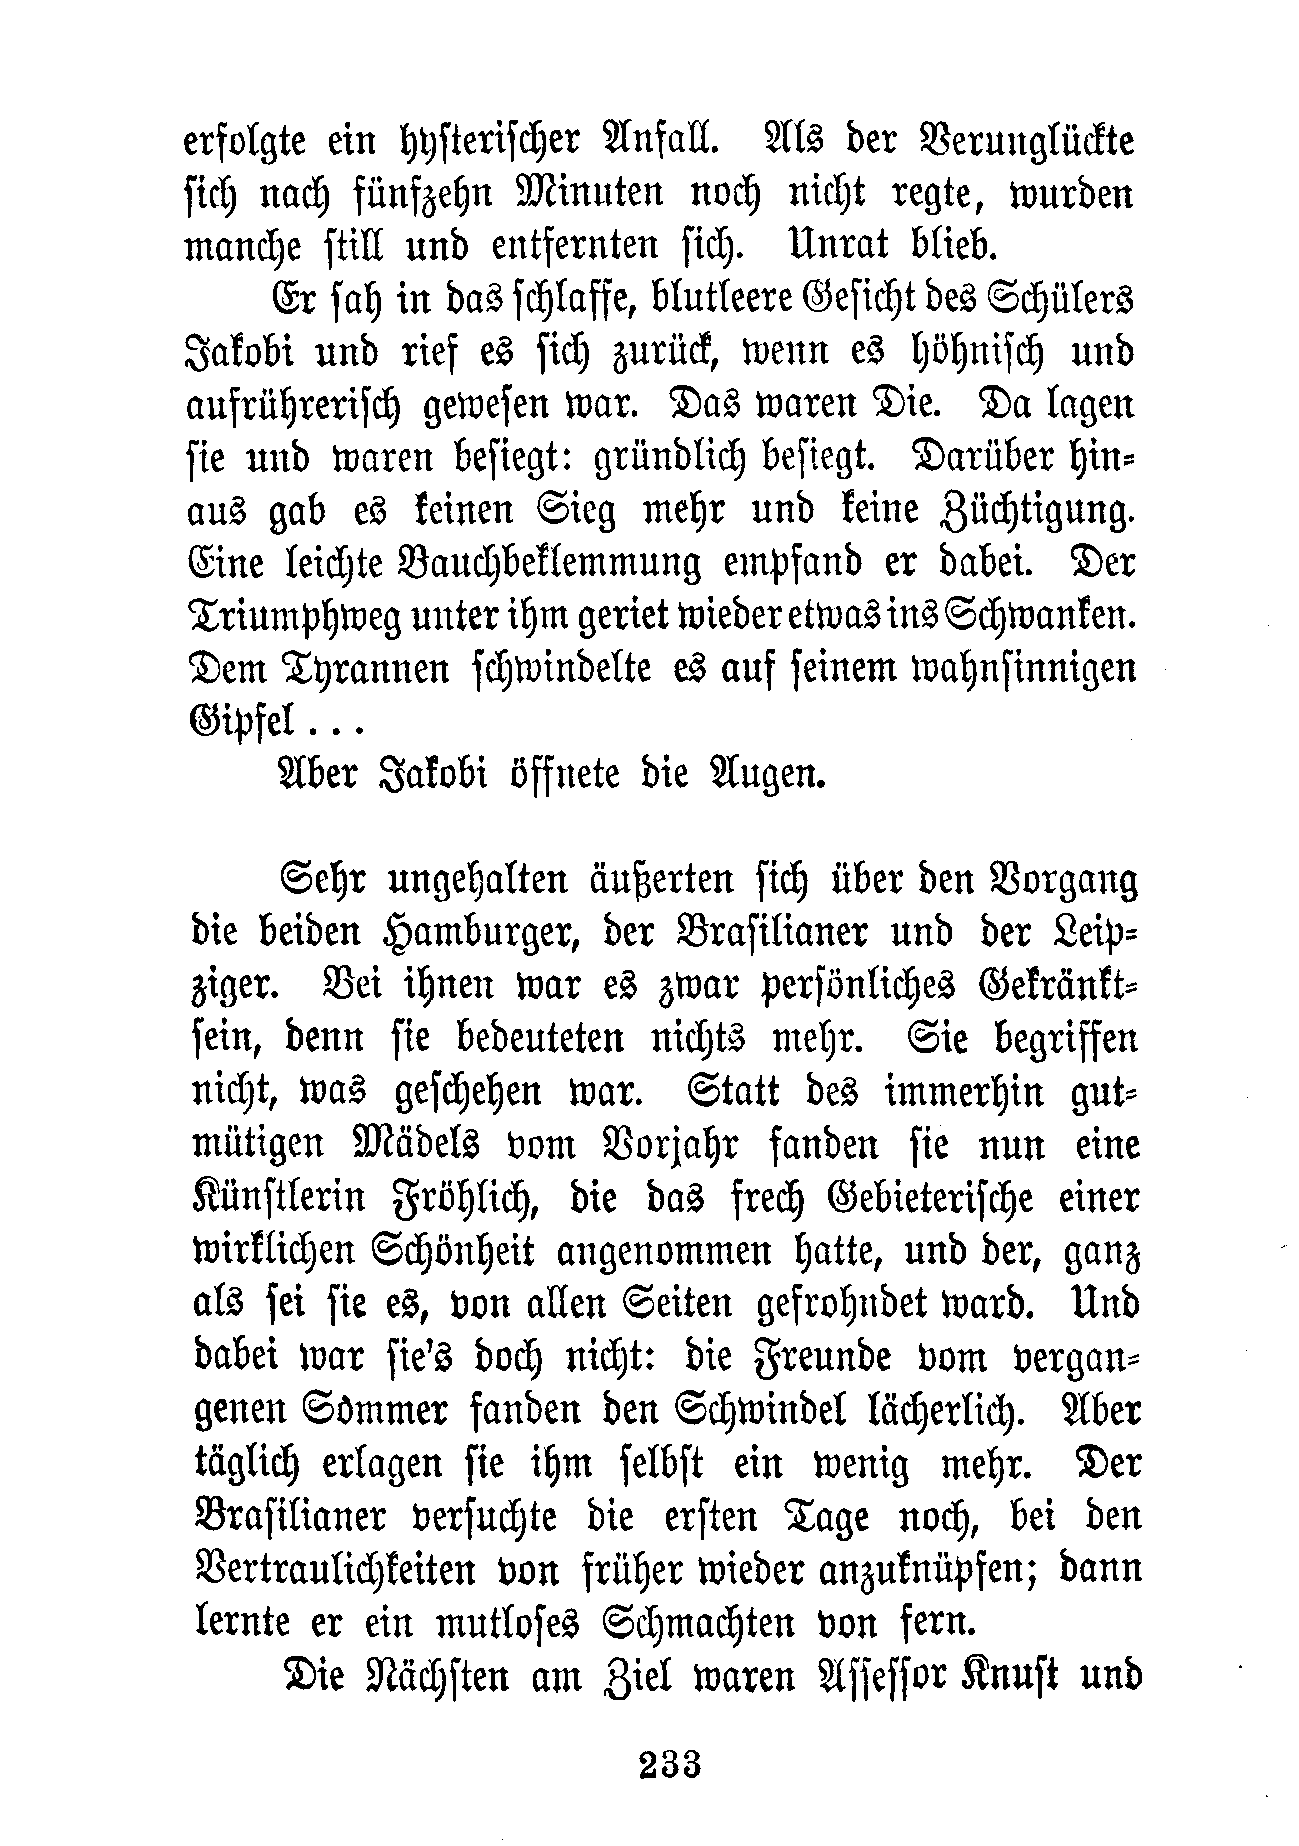 erfolgte ein hysterischer Anfall. Als der Verunglückte
sich nach fünfzehn Minuten noch nicht regte, wurden
manche still und entfernten sich. Unrat blieb.
Er sah in das schlaffe, blutleere Gesicht des Schülers
Jakobi und rief es sich zurück, wenn es höhnisch und
aufrührerisch gewesen war. Das waren Die. Da lagen
sie und waren besiegt: gründlich besiegt. Darüber hin-
aus gab es keinen Sieg mehr und keine Züchtigung.
Eine leichte Bauchbeklemmung empfand er dabei. Der
Triumphweg unter ihm geriet wieder etwas ins Schwanken.
Dem Tyrannen schwindelte es auf seinem wahnsinnigen
Gipfel . . .
Aber Jakobi öffnete die Augen.
Sehr ungehalten äußerten sich über den Vorgang
die beiden Hamburger, der Brasilianer und der Leip-
ziger. Bei ihnen war es zwar persönliches Gekränkt-
sein, denn sie bedeuteten nichts mehr. Sie begriffen
nicht, was geschehen war. Statt des immerhin gut-
mütigen Mädels vom Vorjahr fanden sie nun eine
Künstlerin Fröhlich, die das frech Gebieterische einer
wirklichen Schönheit angenommen hatte, und der, ganz
als sei sie es, von allen Seiten gefrohndet ward. Und
dabei war sie's doch nicht: die Freunde vom vergan-
genen Sommer fanden den Schwindel lächerlich. Aber
täglich erlagen sie ihm selbst ein wenig mehr. Der
Brasilianer versuchte die ersten Tage noch, bei den
Vertraulichkeiten von früher wieder anzuknüpfen; dann
lernte er ein mutloses Schmachten von fern.
Die Nächsten am Ziel waren Assessor Knust und
233